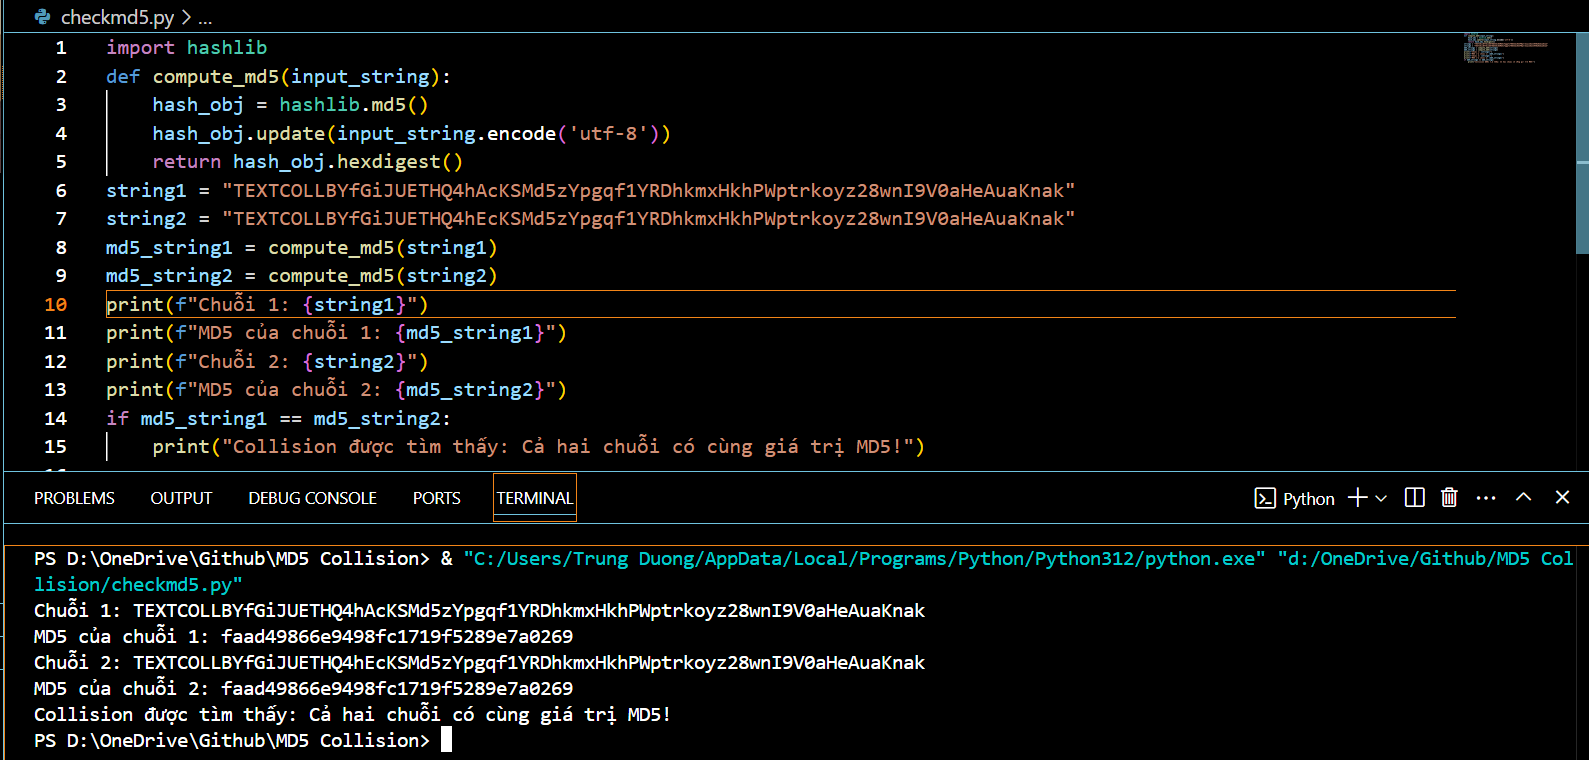 checkmd5.py > ...
1 import hashlib
2 def compute_md5(input_string):
3 hash_obj = hashlib.md5()
4 hash_obj.update(input_string.encode('utf-8'))
5 return hash_obj.hexdigest()
6 string1 = "TEXTCOLLBYfGiJUETHQ4hAcKSMd5zYpgqf1YRDhkmxHkhPWptrkoyz28wnI9V0aHeAuaKnak"
7 string2 = "TEXTCOLLBYfGiJUETHQ4hEcKSMd5zYpgqf1YRDhkmxHkhPWptrkoyz28wnI9V0aHeAuaKnak"
8 md5_string1 = compute_md5(string1)
9 md5_string2 = compute_md5(string2)
10 print(f"Chuỗi 1: {string1}")
11 print(f"MD5 của chuỗi 1: {md5_string1}")
12 print(f"Chuỗi 2: {string2}")
13 print(f"MD5 của chuỗi 2: {md5_string2}")
14 if md5_string1 == md5_string2:
15 print("Collision được tìm thấy: Cả hai chuỗi có cùng giá trị MD5!")
PROBLEMS OUTPUT DEBUG CONSOLE PORTS TERMINAL Python
PS D:\OneDrive\Github\MD5 Collision> & "C:/Users/Trung Duong/AppData/Local/Programs/Python/Python312/python.exe" "d:/OneDrive/Github/MD5 Col
lision/checkmd5.py"
Chuỗi 1: TEXTCOLLBYfGiJUETHQ4hAcKSMd5zYpgqf1YRDhkmxHkhPWptrkoyz28wnI9V0aHeAuaKnak
MD5 của chuỗi 1: faad49866e9498fc1719f5289e7a0269
Chuỗi 2: TEXTCOLLBYfGiJUETHQ4hEcKSMd5zYpgqf1YRDhkmxHkhPWptrkoyz28wnI9V0aHeAuaKnak
MD5 của chuỗi 2: faad49866e9498fc1719f5289e7a0269
Collision được tìm thấy: Cả hai chuỗi có cùng giá trị MD5!
PS D:\OneDrive\Github\MD5 Collision>